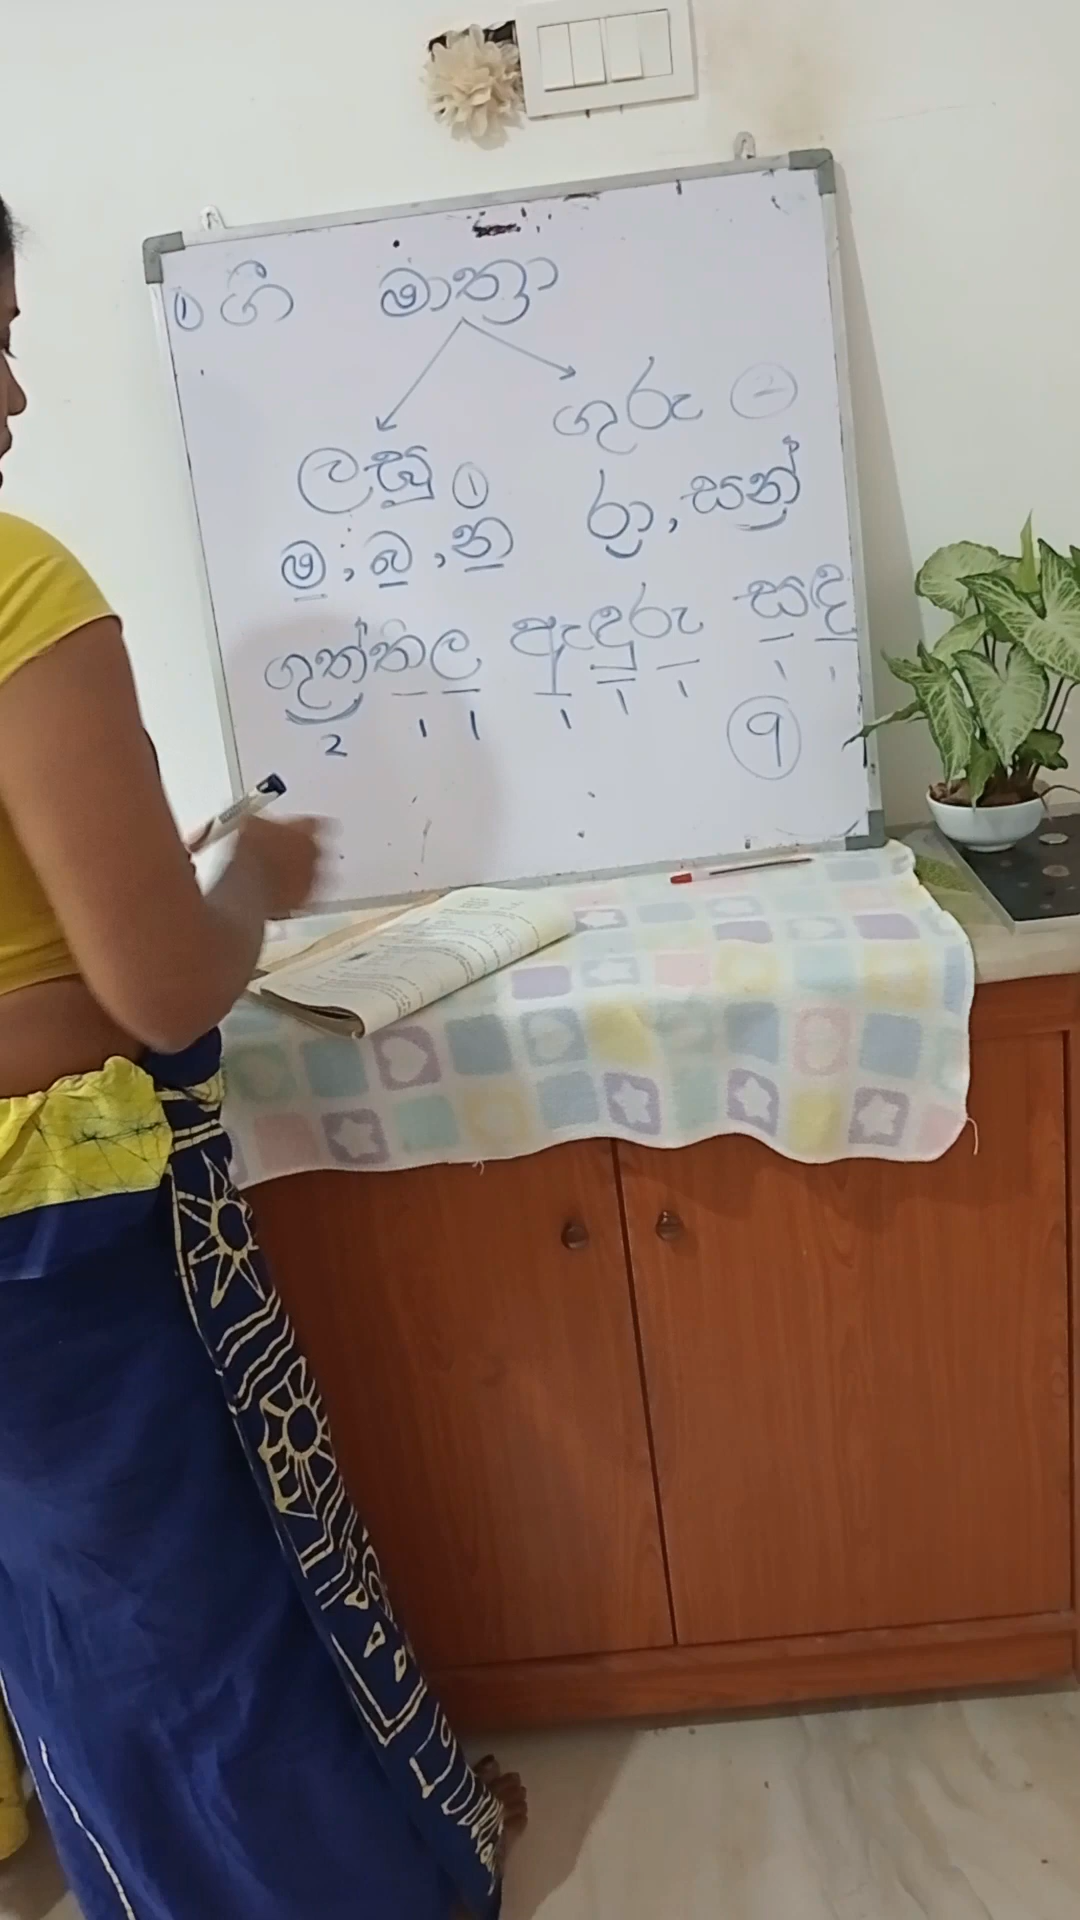 ① ගී මාත්‍රා
ගුරු ②
ලඝු ①
රා, සන්
ම, බ, න
ගුත්තිල ඇඳුරු සඳ
2 1 1 1 1 1 1 1
9